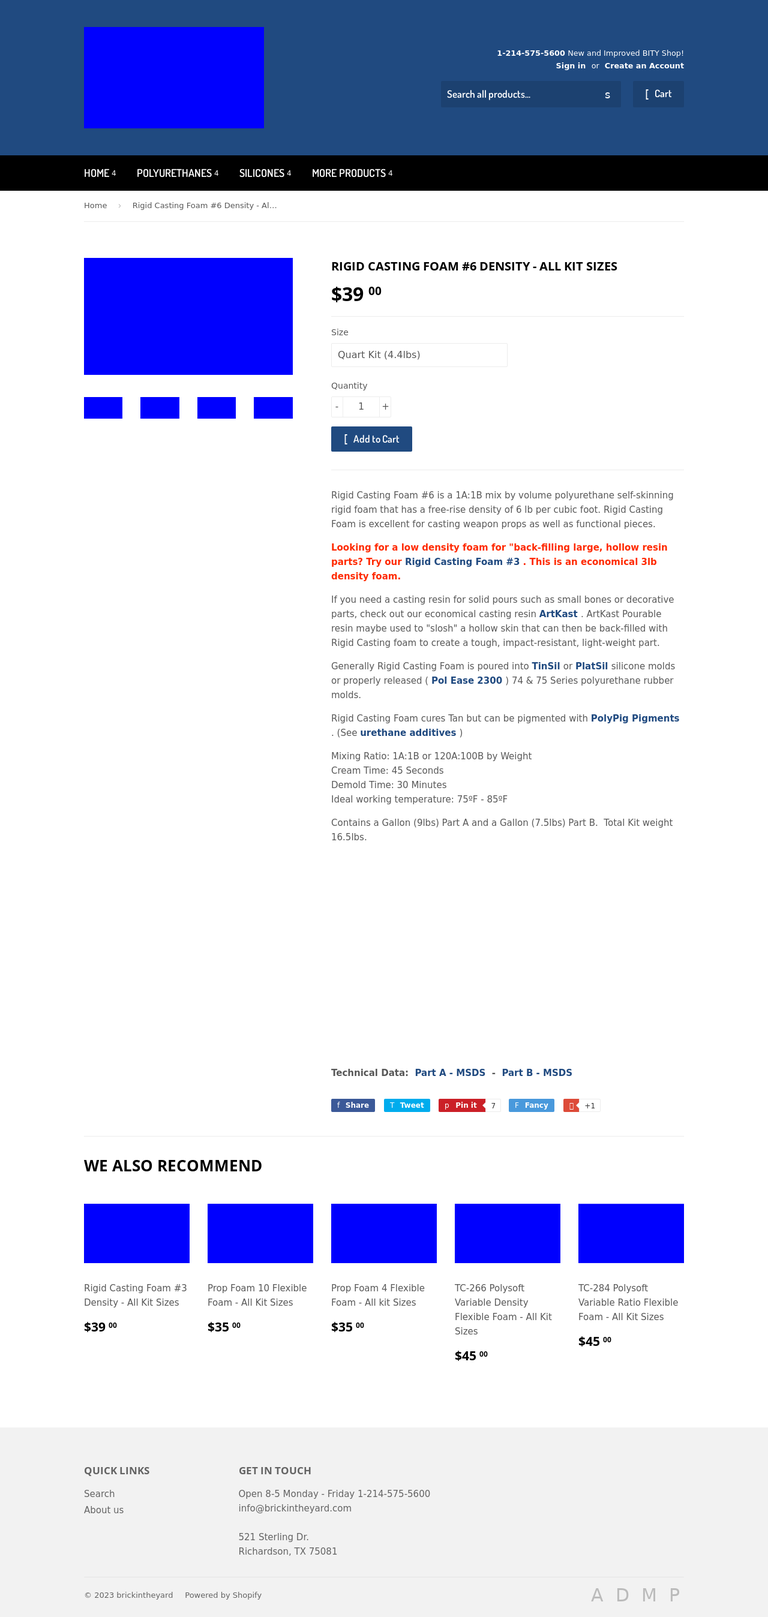 1-214-575-5600 New and Improved BITY Shop!
Sign in or Create an Account
Search all products...
S
[ Cart
HOME 4
POLYURETHANES 4
SILICONES 4
MORE PRODUCTS 4
Home › Rigid Casting Foam #6 Density - Al...
RIGID CASTING FOAM #6 DENSITY - ALL KIT SIZES
$39 00
Size
Quart Kit (4.4lbs)
Quantity
- 1 +
[ Add to Cart
Rigid Casting Foam #6 is a 1A:1B mix by volume polyurethane self-skinning
rigid foam that has a free-rise density of 6 lb per cubic foot. Rigid Casting
Foam is excellent for casting weapon props as well as functional pieces.
Looking for a low density foam for "back-filling large, hollow resin
parts? Try our Rigid Casting Foam #3 . This is an economical 3lb
density foam.
If you need a casting resin for solid pours such as small bones or decorative
parts, check out our economical casting resin ArtKast . ArtKast Pourable
resin maybe used to "slosh" a hollow skin that can then be back-filled with
Rigid Casting foam to create a tough, impact-resistant, light-weight part.
Generally Rigid Casting Foam is poured into TinSil or PlatSil silicone molds
or properly released ( Pol Ease 2300 ) 74 & 75 Series polyurethane rubber
molds.
Rigid Casting Foam cures Tan but can be pigmented with PolyPig Pigments
. (See urethane additives )
Mixing Ratio: 1A:1B or 120A:100B by Weight
Cream Time: 45 Seconds
Demold Time: 30 Minutes
Ideal working temperature: 75ºF - 85ºF
Contains a Gallon (9lbs) Part A and a Gallon (7.5lbs) Part B. Total Kit weight
16.5lbs.
Technical Data: Part A - MSDS - Part B - MSDS
f Share
T Tweet
p Pin it 7
F Fancy
+1
WE ALSO RECOMMEND
Rigid Casting Foam #3
Density - All Kit Sizes
$39 00
Prop Foam 10 Flexible
Foam - All Kit Sizes
$35 00
Prop Foam 4 Flexible
Foam - All kit Sizes
$35 00
TC-266 Polysoft
Variable Density
Flexible Foam - All Kit
Sizes
$45 00
TC-284 Polysoft
Variable Ratio Flexible
Foam - All Kit Sizes
$45 00
QUICK LINKS
Search
About us
GET IN TOUCH
Open 8-5 Monday - Friday 1-214-575-5600
info@brickintheyard.com
521 Sterling Dr.
Richardson, TX 75081
© 2023 brickintheyard Powered by Shopify
A D M P